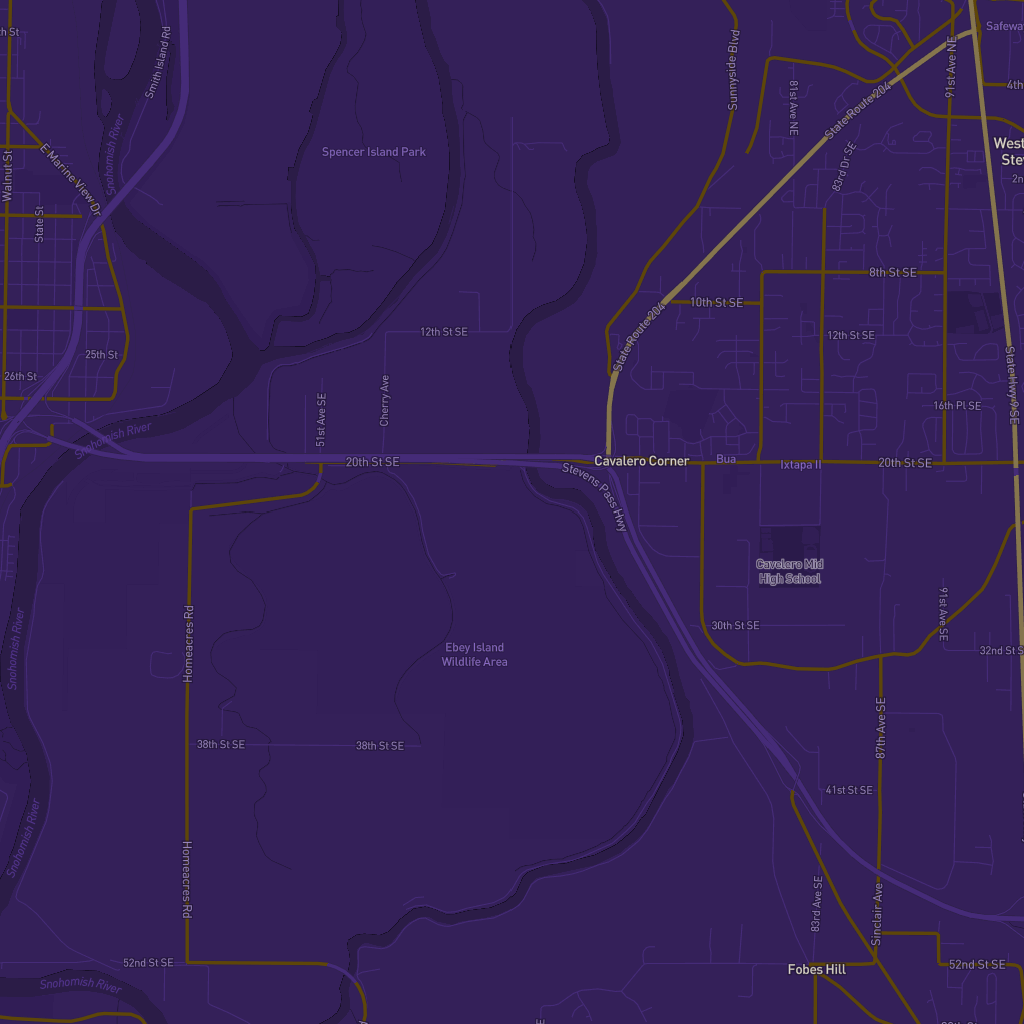 th St
Smith Island Rd
Sunnyside Blvd
Safeway
91st Ave NE
81st Ave NE
4th
State Route 204
Snohomish River
E Marine View Dr
Spencer Island Park
West
Stev
83rd Dr SE
2nd
Walnut St
State St
8th St SE
10th St SE
State Route 204
12th St SE
12th St SE
25th St
26th St
State Hwy 9 SE
Cherry Ave
51st Ave SE
16th Pl SE
Snohomish River
20th St SE
Cavalero Corner
Bua
Ixtapa II
20th St SE
Stevens Pass Hwy
Cavelero Mid
High School
91st Ave SE
Homeacres Rd
Snohomish River
30th St SE
Ebey Island
Wildlife Area
32nd St S
87th Ave SE
38th St SE
38th St SE
41st St SE
Snohomish River
Homeacres Rd
83rd Ave SE
Sinclair Ave
52nd St SE
Fobes Hill
52nd St SE
Snohomish River